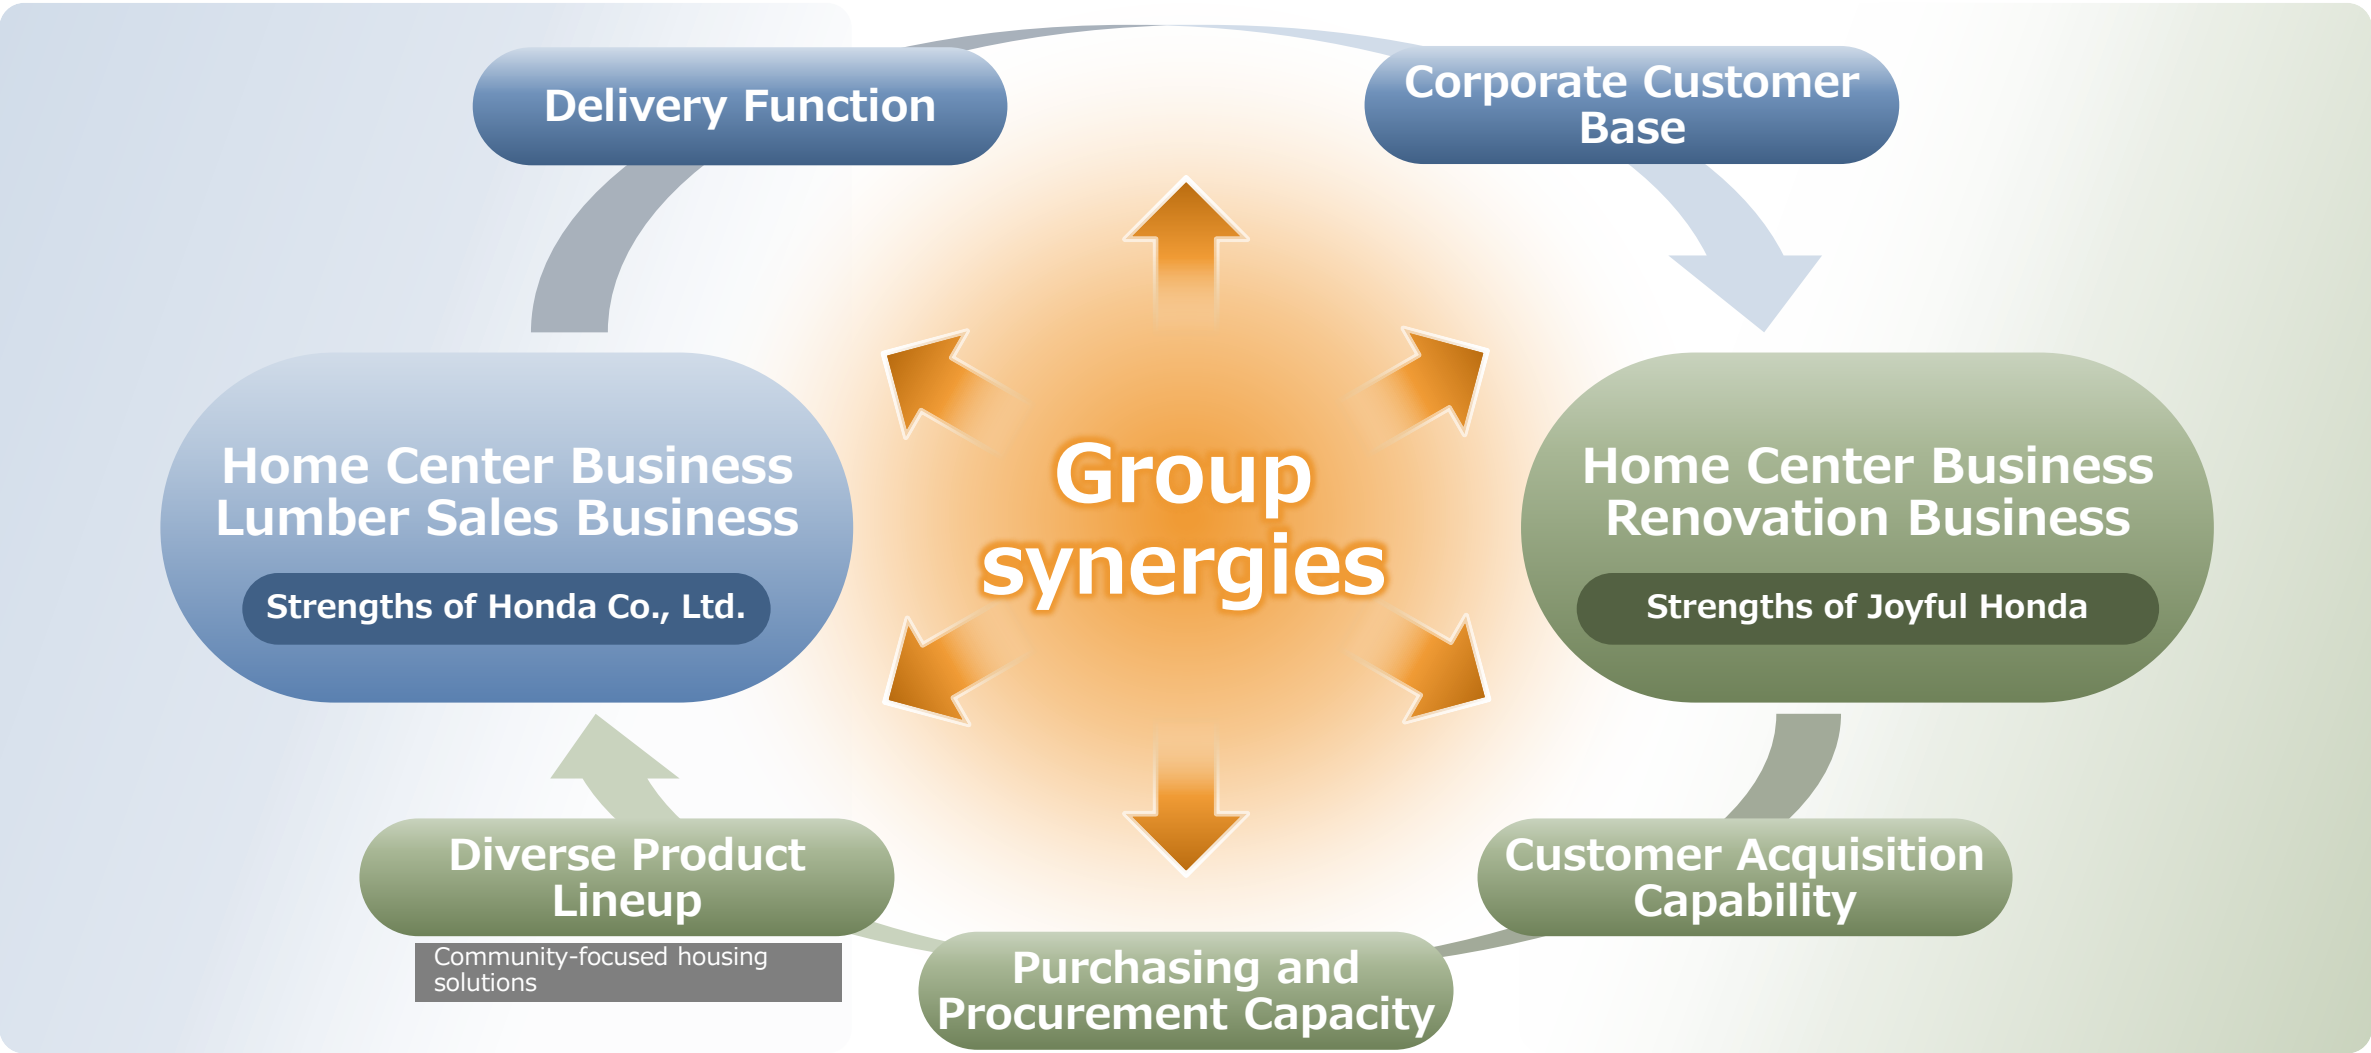 Delivery Function
Corporate Customer
Base
Home Center Business
Lumber Sales Business
Strengths of Honda Co., Ltd.
Group
synergies
Home Center Business
Renovation Business
Strengths of Joyful Honda
Diverse Product
Lineup
Community-focused housing
solutions
Purchasing and
Procurement Capacity
Customer Acquisition
Capability